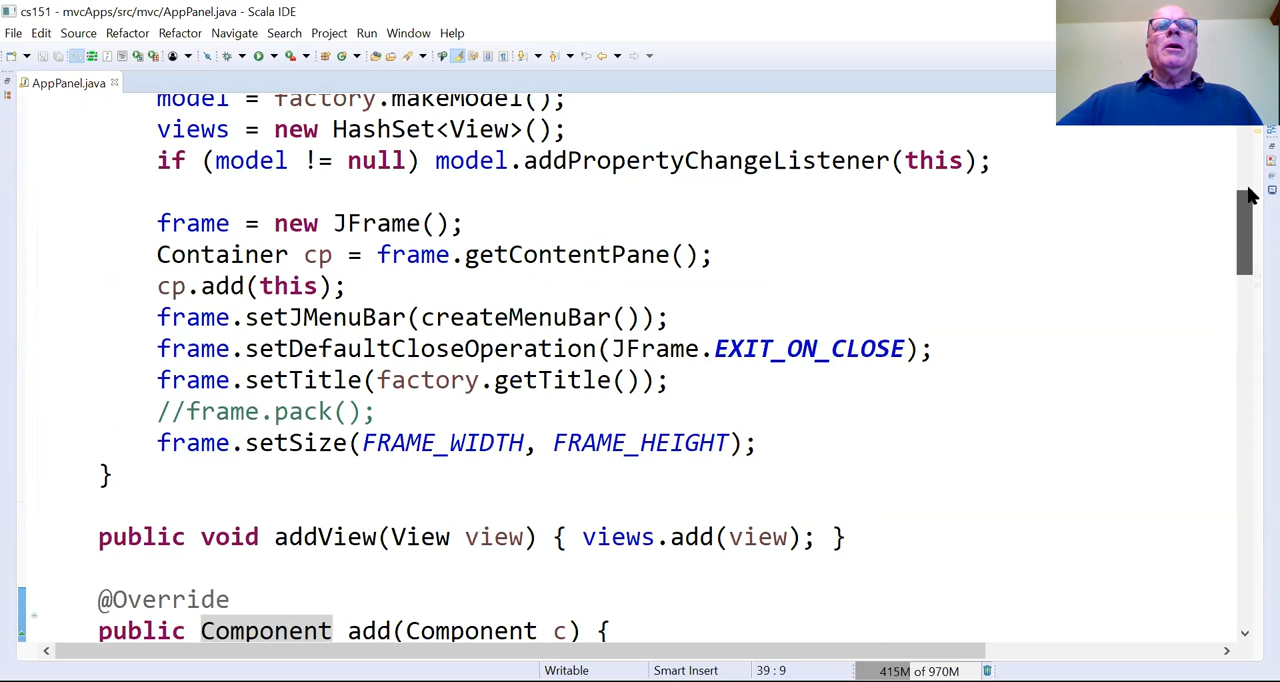 cs151 - mvcApps/src/mvc/AppPanel.java - Scala IDE
File Edit Source Refactor Refactor Navigate Search Project Run Window Help
AppPanel.java
model = factory.makeModel();
views = new HashSet<View>();
if (model != null) model.addPropertyChangeListener(this);
frame = new JFrame();
Container cp = frame.getContentPane();
cp.add(this);
frame.setJMenuBar(createMenuBar());
frame.setDefaultCloseOperation(JFrame.EXIT_ON_CLOSE);
frame.setTitle(factory.getTitle());
//frame.pack();
frame.setSize(FRAME_WIDTH, FRAME_HEIGHT);
}
public void addView(View view) { views.add(view); }
@Override
public Component add(Component c) {
Writable Smart Insert 39 : 9 415M of 970M